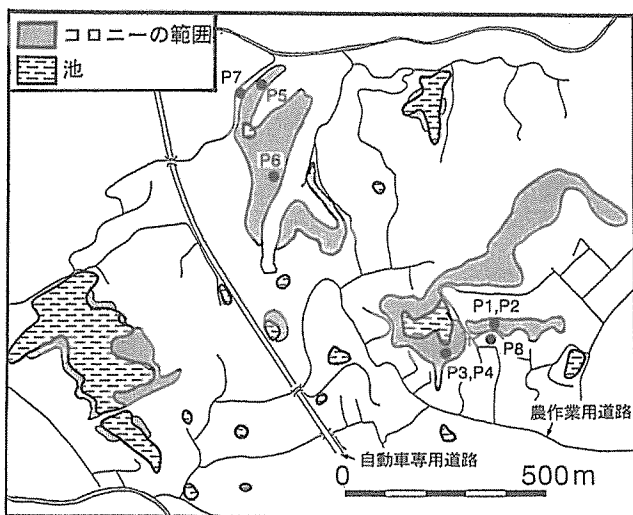 コロニーの範囲
池
P7
P5
P6
P1,P2
P8
P3,P4
農作業用道路
自動車専用道路
0 500m